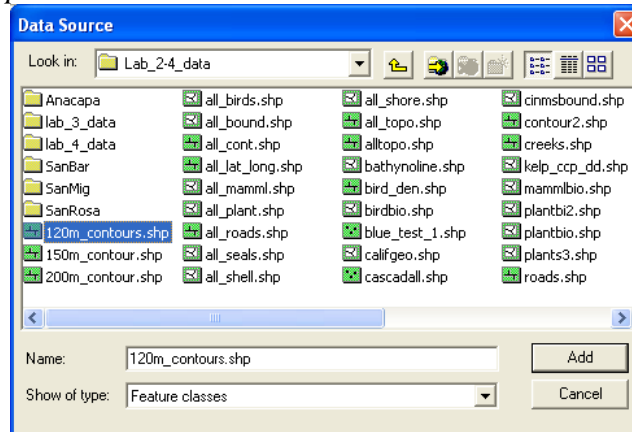 Data Source
Look in: Lab_2-4_data
Anacapa all_birds.shp all_shore.shp cinmsbound.shp
lab_3_data all_bound.shp all_topo.shp contour2.shp
lab_4_data all_cont.shp alltopo.shp creeks.shp
SanBar all_lat_long.shp bathynoline.shp kelp_ccp_dd.shp
SanMig all_mamml.shp bird_den.shp mammlbio.shp
SanRosa all_plant.shp birdbio.shp plantbi2.shp
120m_contours.shp all_roads.shp blue_test_1.shp plantbio.shp
150m_contour.shp all_seals.shp califgeo.shp plants3.shp
200m_contour.shp all_shell.shp cascadall.shp roads.shp
Name: 120m_contours.shp Add
Show of type: Feature classes Cancel